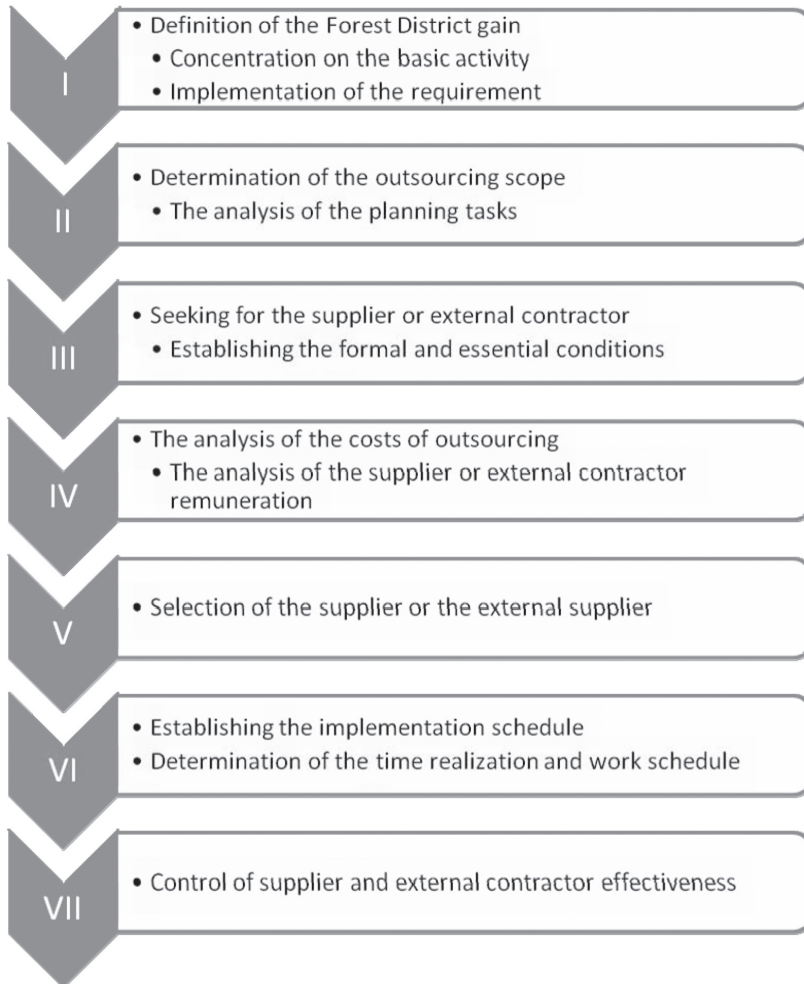 I
• Definition of the Forest District gain
• Concentration on the basic activity
• Implementation of the requirement
II
• Determination of the outsourcing scope
• The analysis of the planning tasks
III
• Seeking for the supplier or external contractor
• Establishing the formal and essential conditions
IV
• The analysis of the costs of outsourcing
• The analysis of the supplier or external contractor
remuneration
V
• Selection of the supplier or the external supplier
VI
• Establishing the implementation schedule
• Determination of the time realization and work schedule
VII
• Control of supplier and external contractor effectiveness